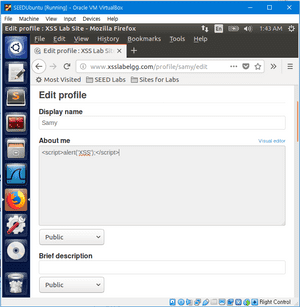 SEEDUbuntu [Running] - Oracle VM VirtualBox
File Machine View Input Devices Help
Edit profile : XSS Lab Site - Mozilla Firefox
1:43 AM
File Edit View History Bookmarks Tools Help
Edit profile : XSS Lab Sit
www.xsslabelgg.com/profile/samy/edit
Most Visited SEED Labs Sites for Labs
Edit profile
Display name
Samy
About me
Visual editor
<script>alert("XSS");</script>
Public
Brief description
Public
Right Control